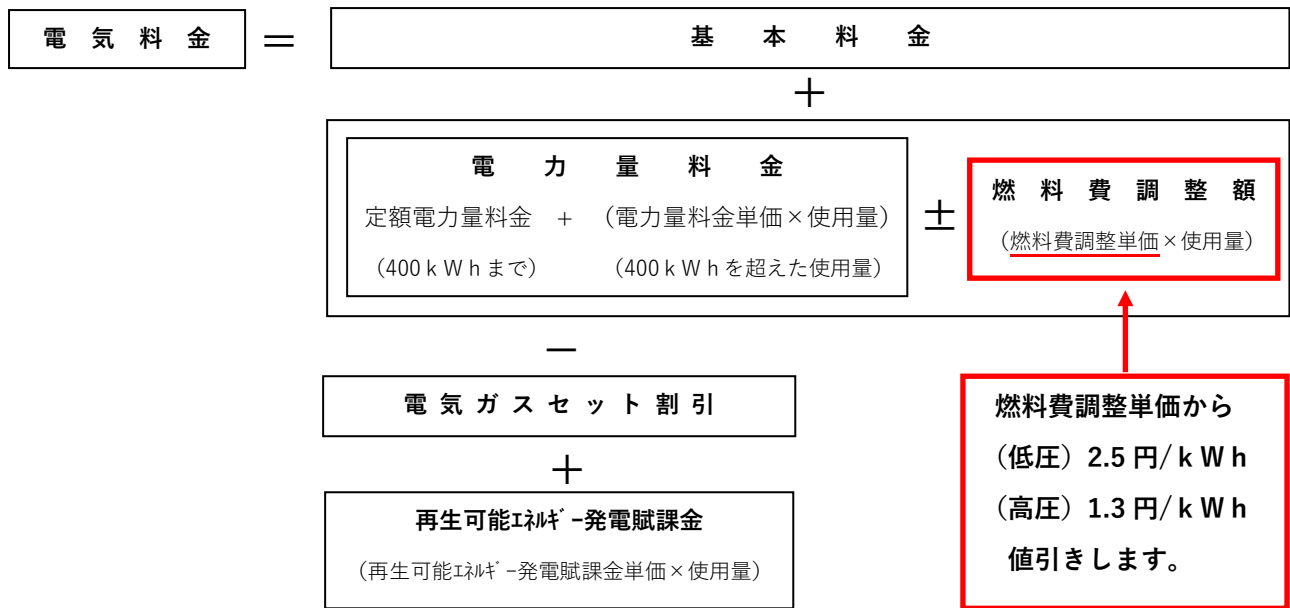 電気料金 ＝ 基本料金
＋
電力量料金
定額電力量料金 + （電力量料金単価×使用量）
（400ｋWｈまで） （400ｋWｈを超えた使用量）
±
燃料費調整額
（燃料費調整単価×使用量）
－
電気ガスセット割引
＋
再生可能ｴﾈﾙｷﾞｰ発電賦課金
（再生可能ｴﾈﾙｷﾞｰ発電賦課金単価×使用量）
燃料費調整単価から
（低圧）2.5円/ｋWｈ
（高圧）1.3円/ｋWｈ
値引きします。